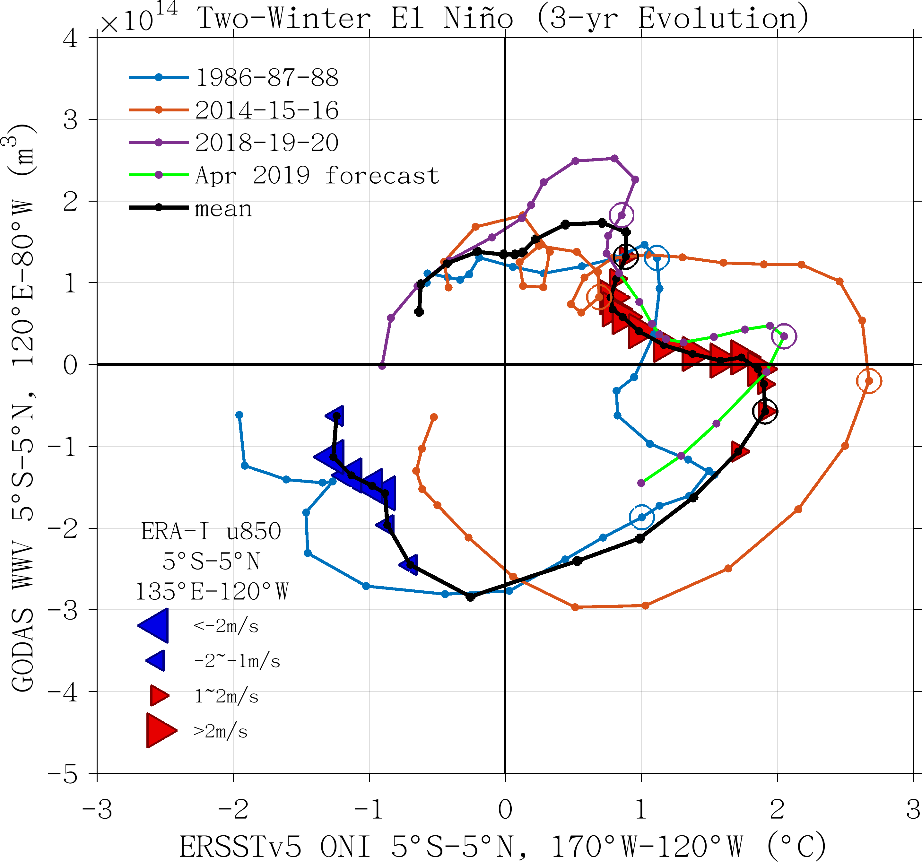 ×10¹⁴ Two-Winter El Niño (3-yr Evolution)
4
3
2
1
0
-1
-2
-3
-4
-5
GODAS WWV 5°S-5°N, 120°E-80°W (m³)
1986-87-88
2014-15-16
2018-19-20
Apr 2019 forecast
mean
ERA-I u850
5°S-5°N
135°E-120°W
<-2m/s
-2~-1m/s
1~2m/s
>2m/s
-3 -2 -1 0 1 2 3
ERSSTv5 ONI 5°S-5°N, 170°W-120°W (°C)